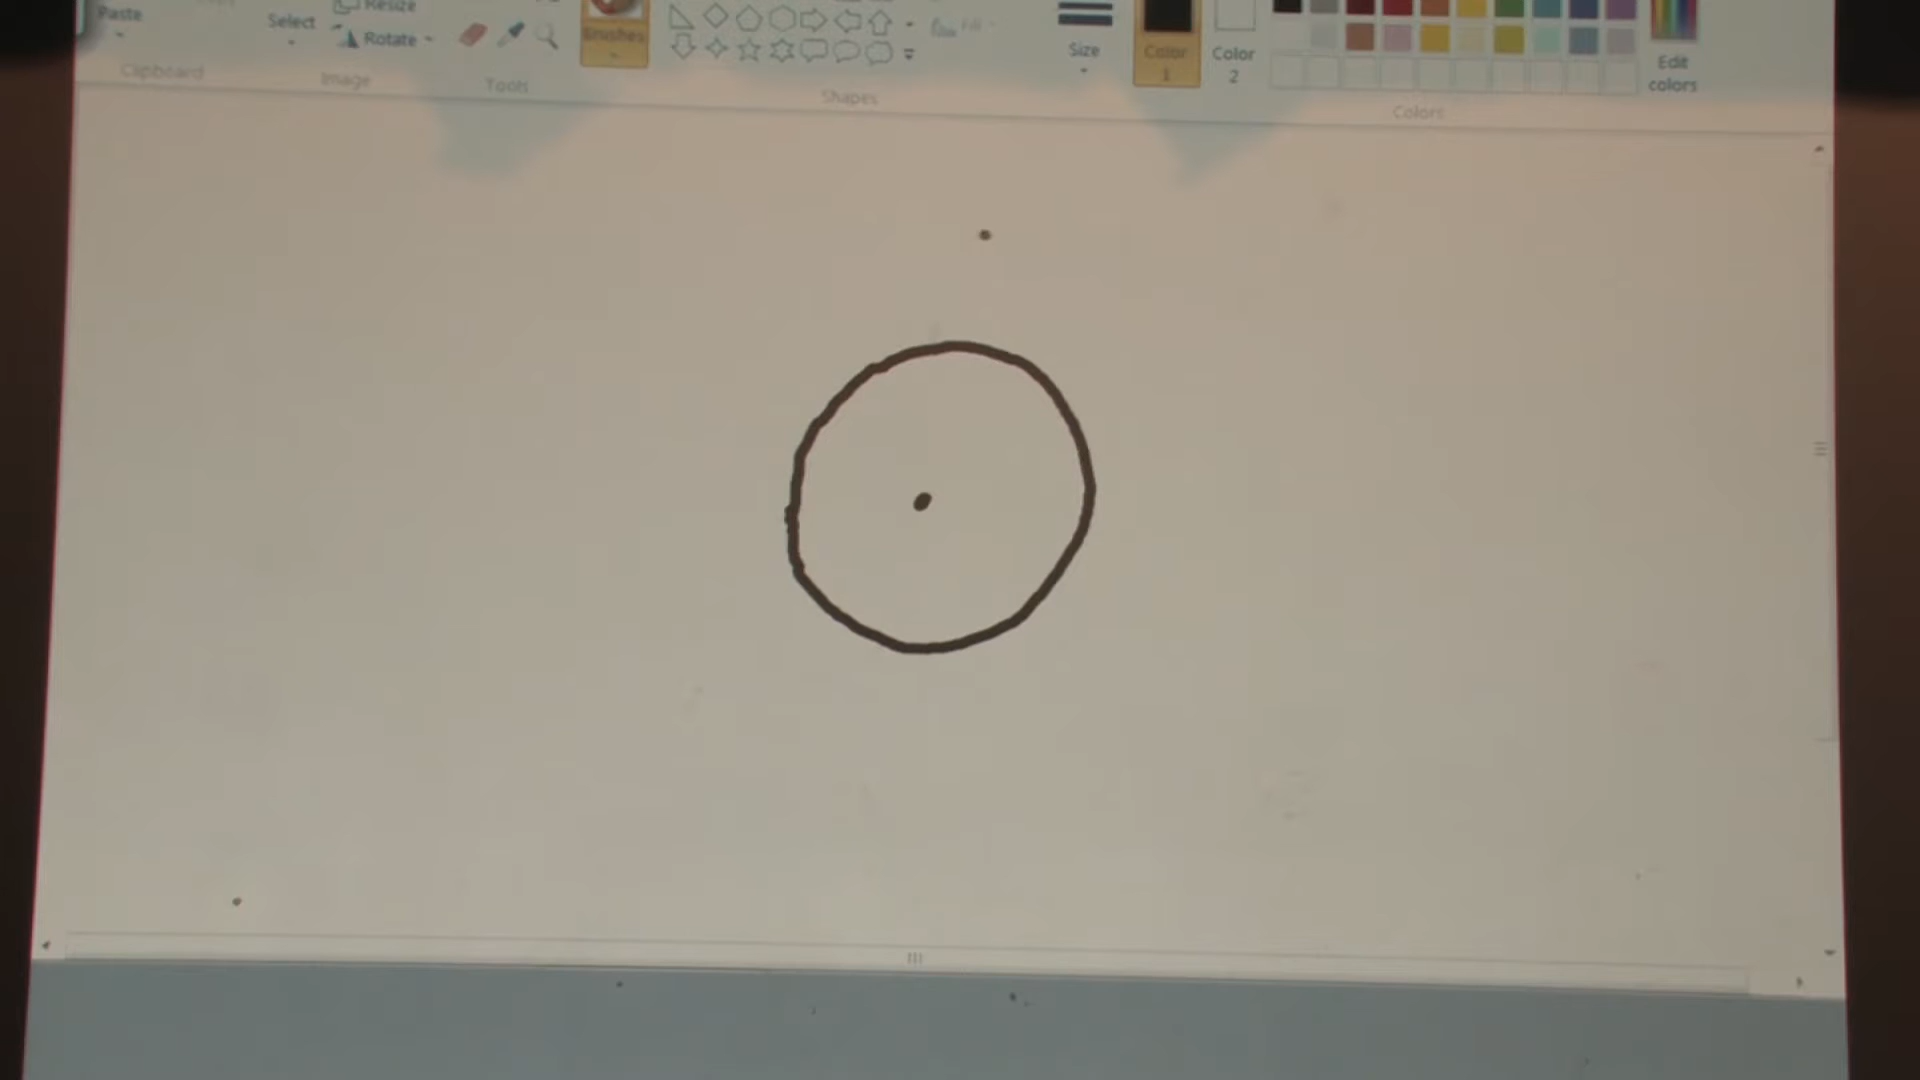 Paste
Select
Resize
Rotate
Brushes
Size
Color
1
Color
2
Edit
colors
Clipboard
Image
Tools
Shapes
Colors